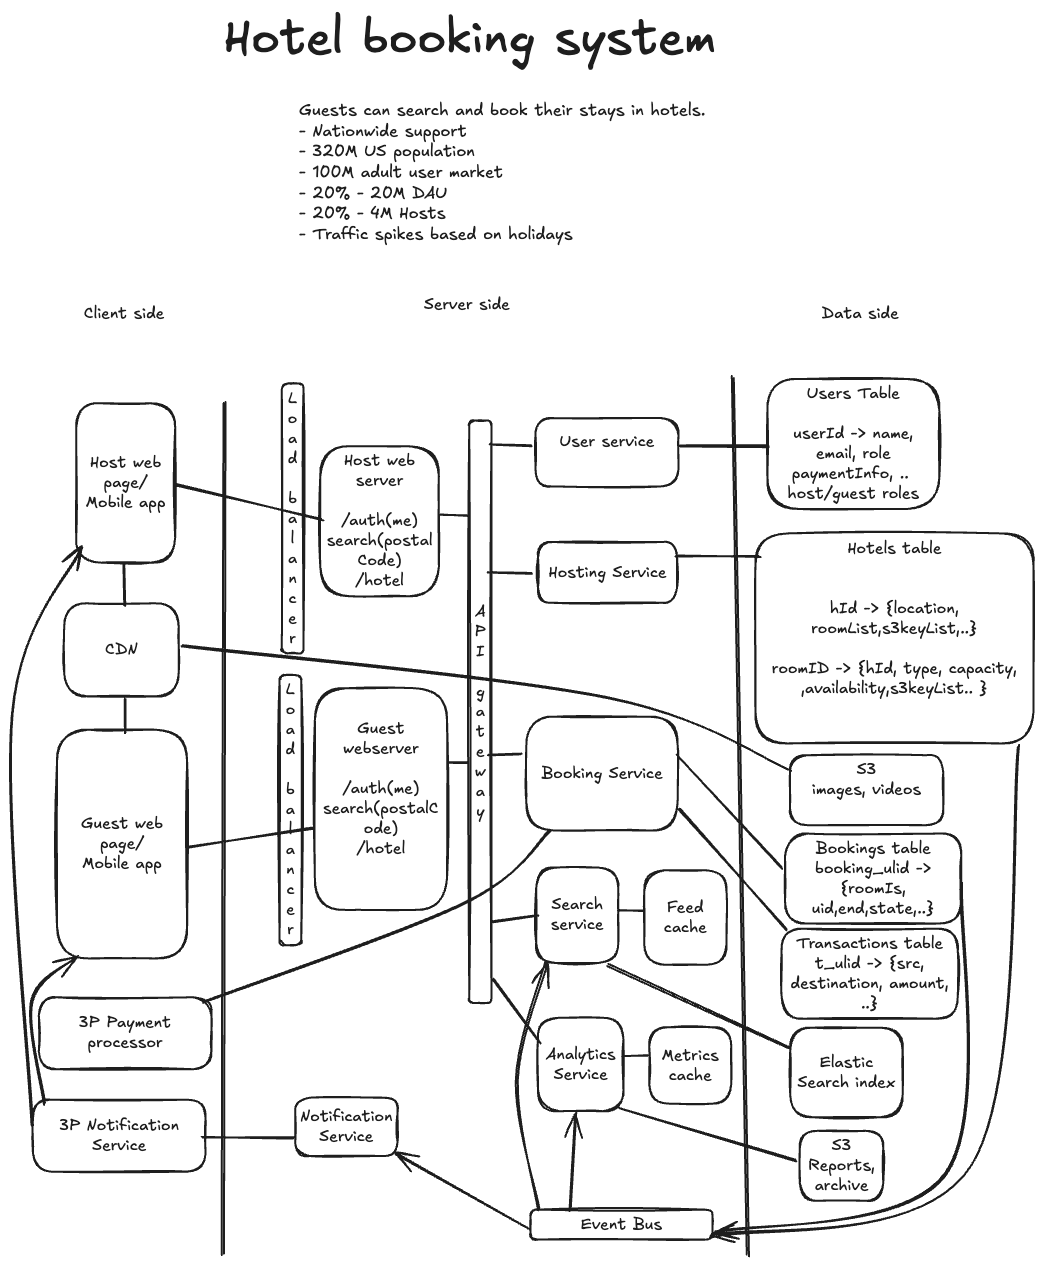 Hotel booking system
Guests can search and book their stays in hotels.
- Nationwide support
- 320M US population
- 100M adult user market
- 20% - 20M DAU
- 20% - 4M Hosts
- Traffic spikes based on holidays
Client side
Server side
Data side
Host web
page/
Mobile app
CDN
Guest web
page/
Mobile app
3P Payment
processor
3P Notification
Service
Load balancer
Host web
server
/auth(me)
search(postal
Code)
/hotel
Load balancer
Guest
webserver
/auth(me)
search(postalC
ode)
/hotel
Notification
Service
API gateway
User service
Hosting Service
Booking Service
Search
service
Feed
cache
Analytics
Service
Metrics
cache
Event Bus
Users Table
userId -> name,
email, role
paymentInfo, ..
host/guest roles
Hotels table
hId -> {location,
roomList,s3keyList,..}
roomID -> {hId, type, capacity,
,availability,s3keyList.. }
S3
images, videos
Bookings table
booking_ulid ->
{roomIs,
uid,end,state,..}
Transactions table
t_ulid -> {src,
destination, amount,
..}
Elastic
Search index
S3
Reports,
archive